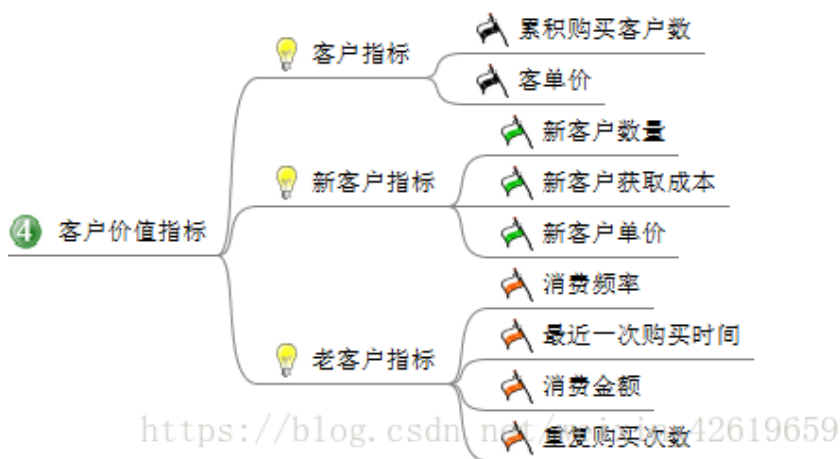 4 客户价值指标
客户指标
累积购买客户数
客单价
新客户指标
新客户数量
新客户获取成本
新客户单价
老客户指标
消费频率
最近一次购买时间
消费金额
重复购买次数
https://blog.csdn.net/ 42619659